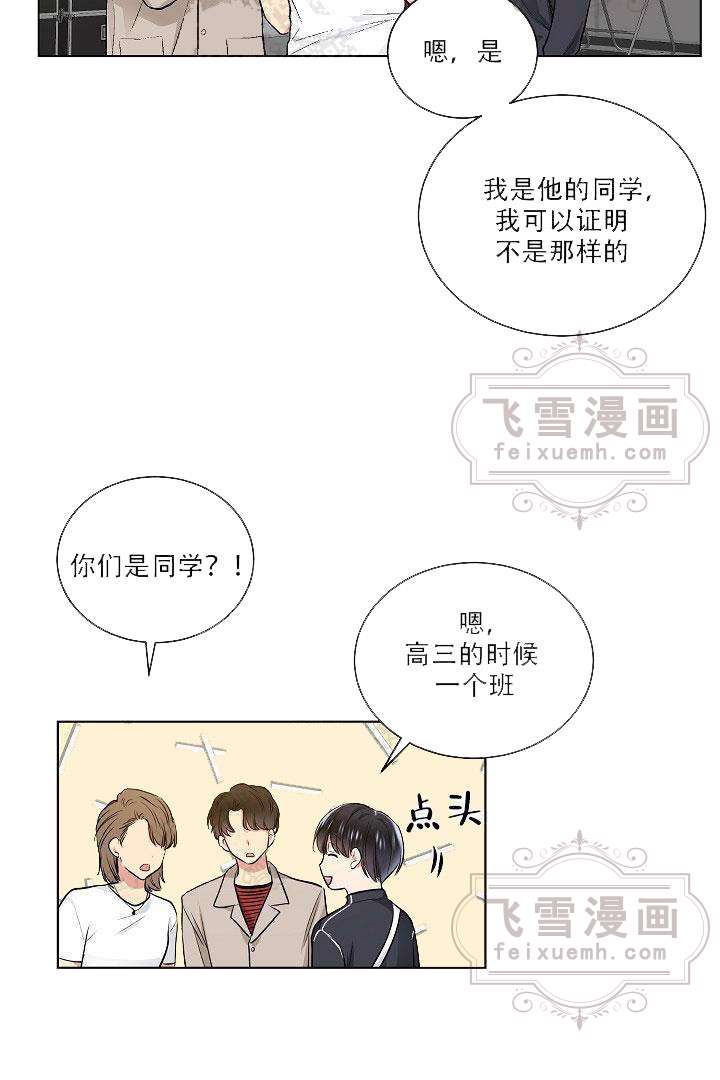 嗯，是
我是他的同学，
我可以证明
不是那样的
飞雪漫画
feixuemh.com
你们是同学？！
嗯，
高三的时候
一个班
点头
飞雪漫画
feixuemh.com